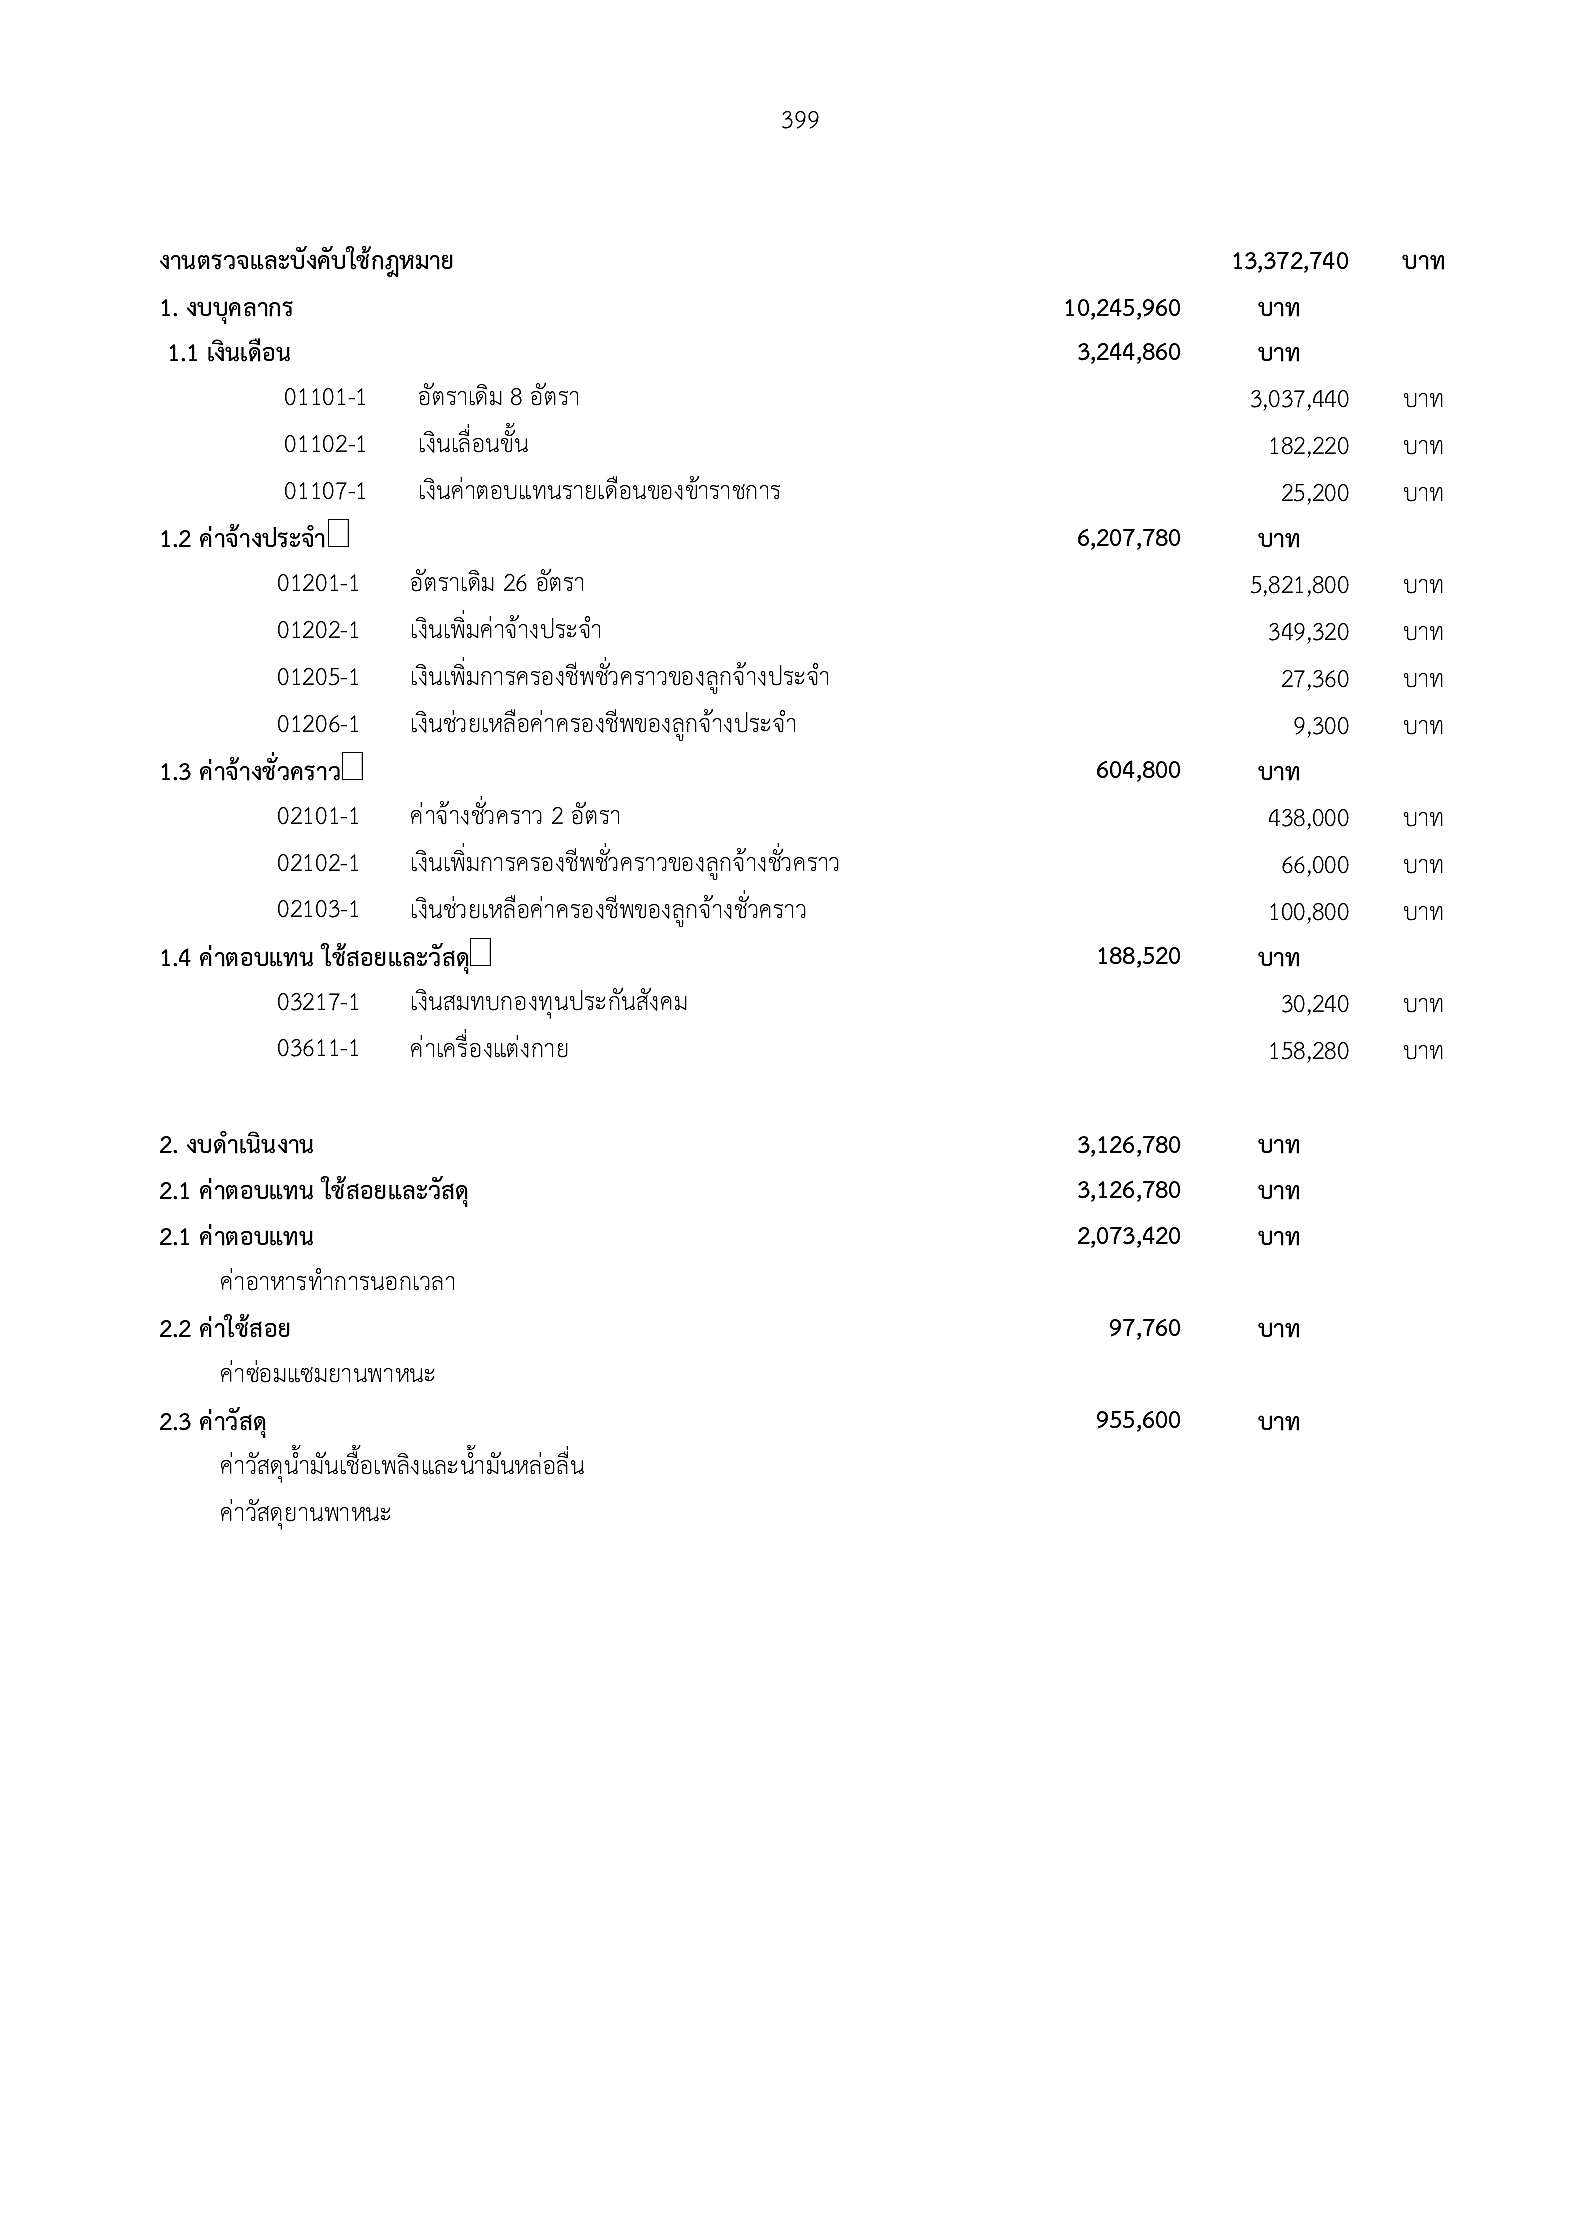 399
งานตรวจและบังคับใช้กฎหมาย 13,372,740 บาท
1. งบบุคลากร 10,245,960 บาท
1.1 เงินเดือน 3,244,860 บาท
01101-1 อัตราเดิม 8 อัตรา 3,037,440 บาท
01102-1 เงินเลื่อนขั้น 182,220 บาท
01107-1 เงินค่าตอบแทนรายเดือนของข้าราชการ 25,200 บาท
1.2 ค่าจ้างประจำ 6,207,780 บาท
01201-1 อัตราเดิม 26 อัตรา 5,821,800 บาท
01202-1 เงินเพิ่มค่าจ้างประจำ 349,320 บาท
01205-1 เงินเพิ่มการครองชีพชั่วคราวของลูกจ้างประจำ 27,360 บาท
01206-1 เงินช่วยเหลือค่าครองชีพของลูกจ้างประจำ 9,300 บาท
1.3 ค่าจ้างชั่วคราว 604,800 บาท
02101-1 ค่าจ้างชั่วคราว 2 อัตรา 438,000 บาท
02102-1 เงินเพิ่มการครองชีพชั่วคราวของลูกจ้างชั่วคราว 66,000 บาท
02103-1 เงินช่วยเหลือค่าครองชีพของลูกจ้างชั่วคราว 100,800 บาท
1.4 ค่าตอบแทน ใช้สอยและวัสดุ 188,520 บาท
03217-1 เงินสมทบกองทุนประกันสังคม 30,240 บาท
03611-1 ค่าเครื่องแต่งกาย 158,280 บาท
2. งบดำเนินงาน 3,126,780 บาท
2.1 ค่าตอบแทน ใช้สอยและวัสดุ 3,126,780 บาท
2.1 ค่าตอบแทน 2,073,420 บาท
ค่าอาหารทำการนอกเวลา
2.2 ค่าใช้สอย 97,760 บาท
ค่าซ่อมแซมยานพาหนะ
2.3 ค่าวัสดุ 955,600 บาท
ค่าวัสดุน้ำมันเชื้อเพลิงและน้ำมันหล่อลื่น
ค่าวัสดุยานพาหนะ